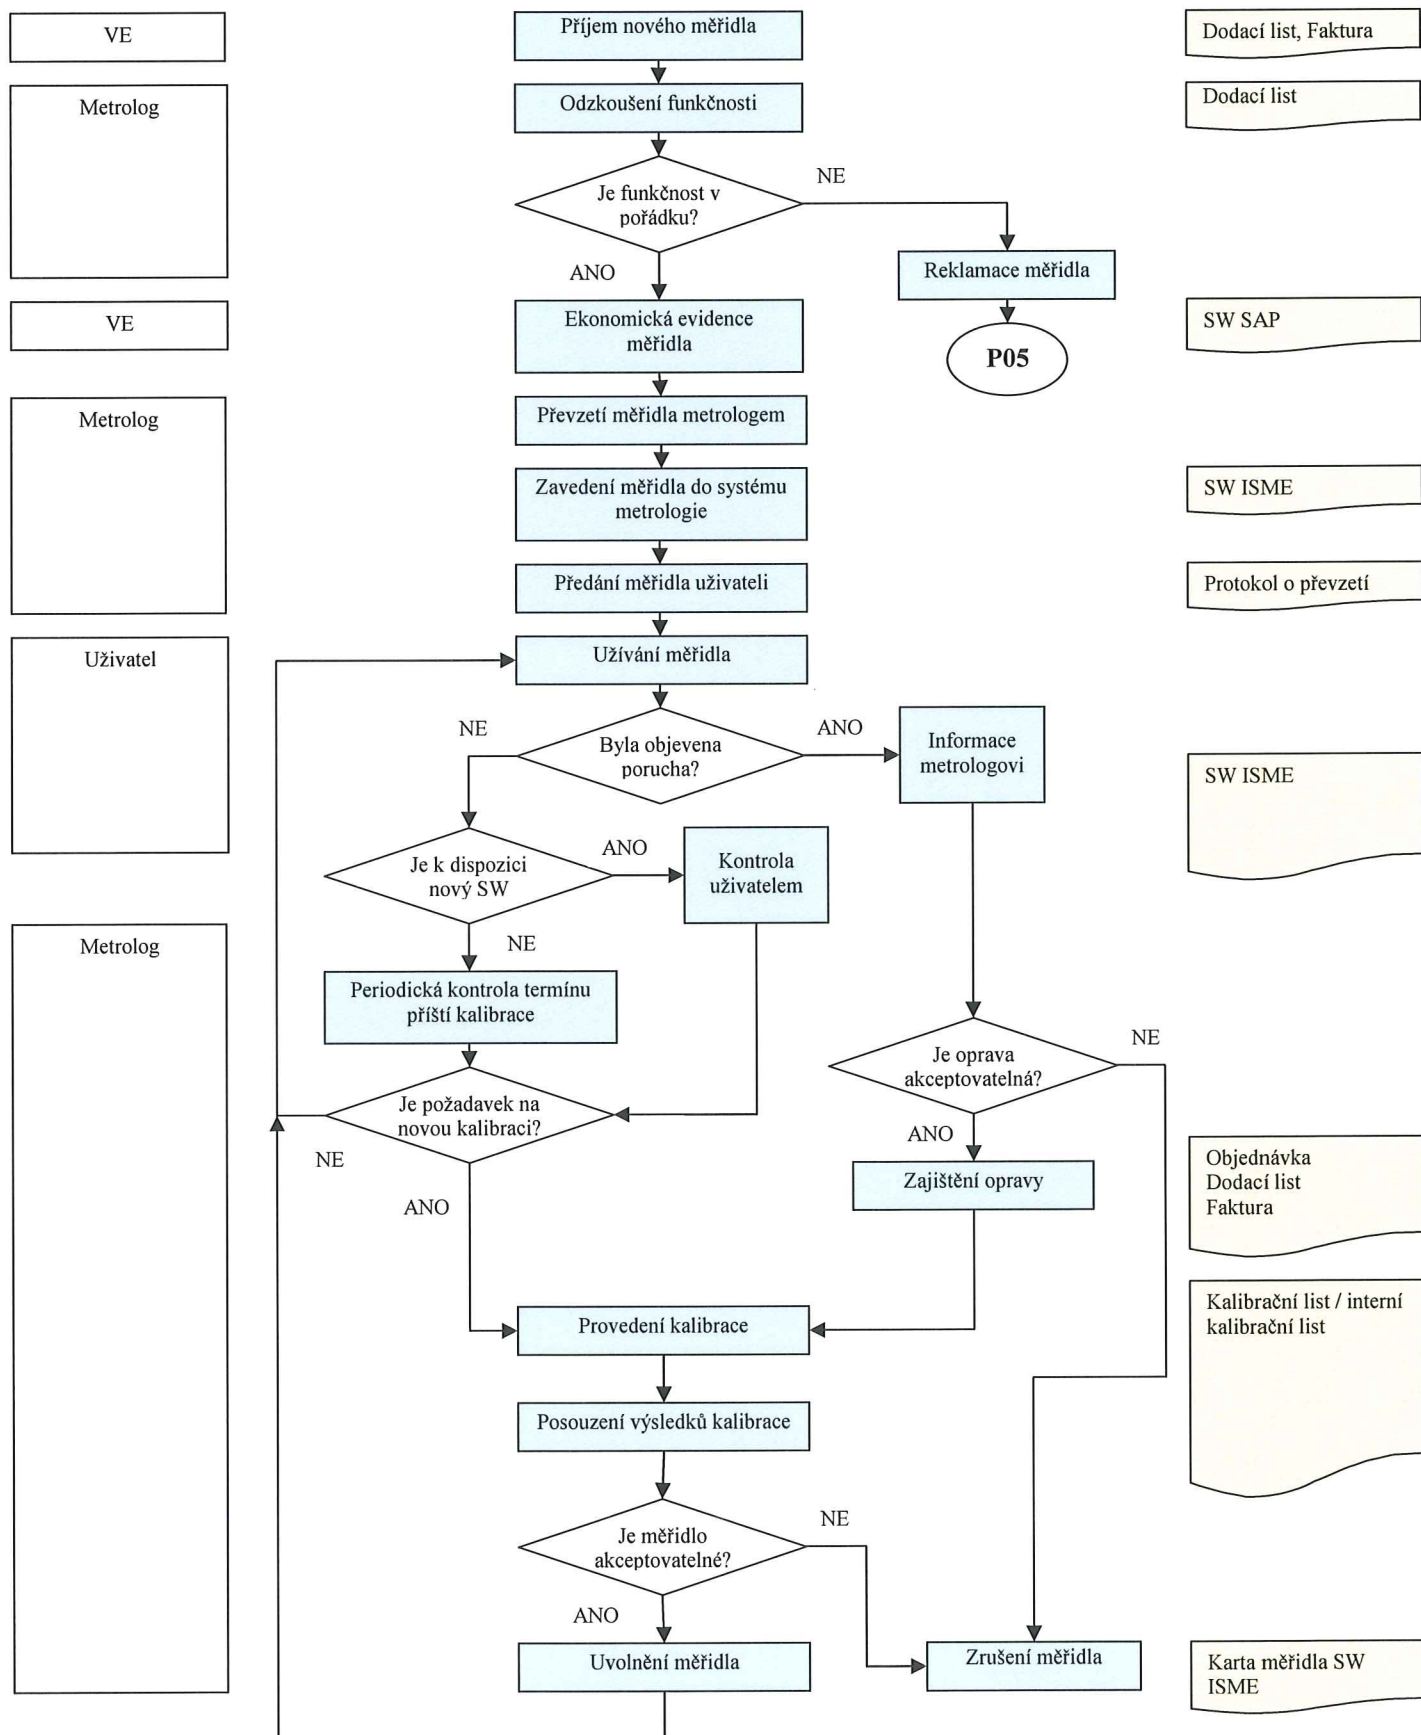 VE
Příjem nového měřidla
Dodací list, Faktura
Metrolog
Odzkoušení funkčnosti
Dodací list
Je funkčnost v
pořádku?
NE
ANO
Reklamace měřidla
P05
VE
Ekonomická evidence
měřidla
SW SAP
Metrolog
Převzetí měřidla metrologem
Zavedení měřidla do systému
metrologie
SW ISME
Předání měřidla uživateli
Protokol o převzetí
Uživatel
Užívání měřidla
NE
Byla objevena
porucha?
ANO
Informace
metrologovi
SW ISME
Je k dispozici
nový SW
ANO
Kontrola
uživatelem
NE
Metrolog
Periodická kontrola termínu
příští kalibrace
Je požadavek na
novou kalibraci?
NE
ANO
Je oprava
akceptovatelná?
NE
ANO
Zajištění opravy
Objednávka
Dodací list
Faktura
Provedení kalibrace
Kalibrační list / interní
kalibrační list
Posouzení výsledků kalibrace
Je měřidlo
akceptovatelné?
NE
ANO
Uvolnění měřidla
Zrušení měřidla
Karta měřidla SW
ISME